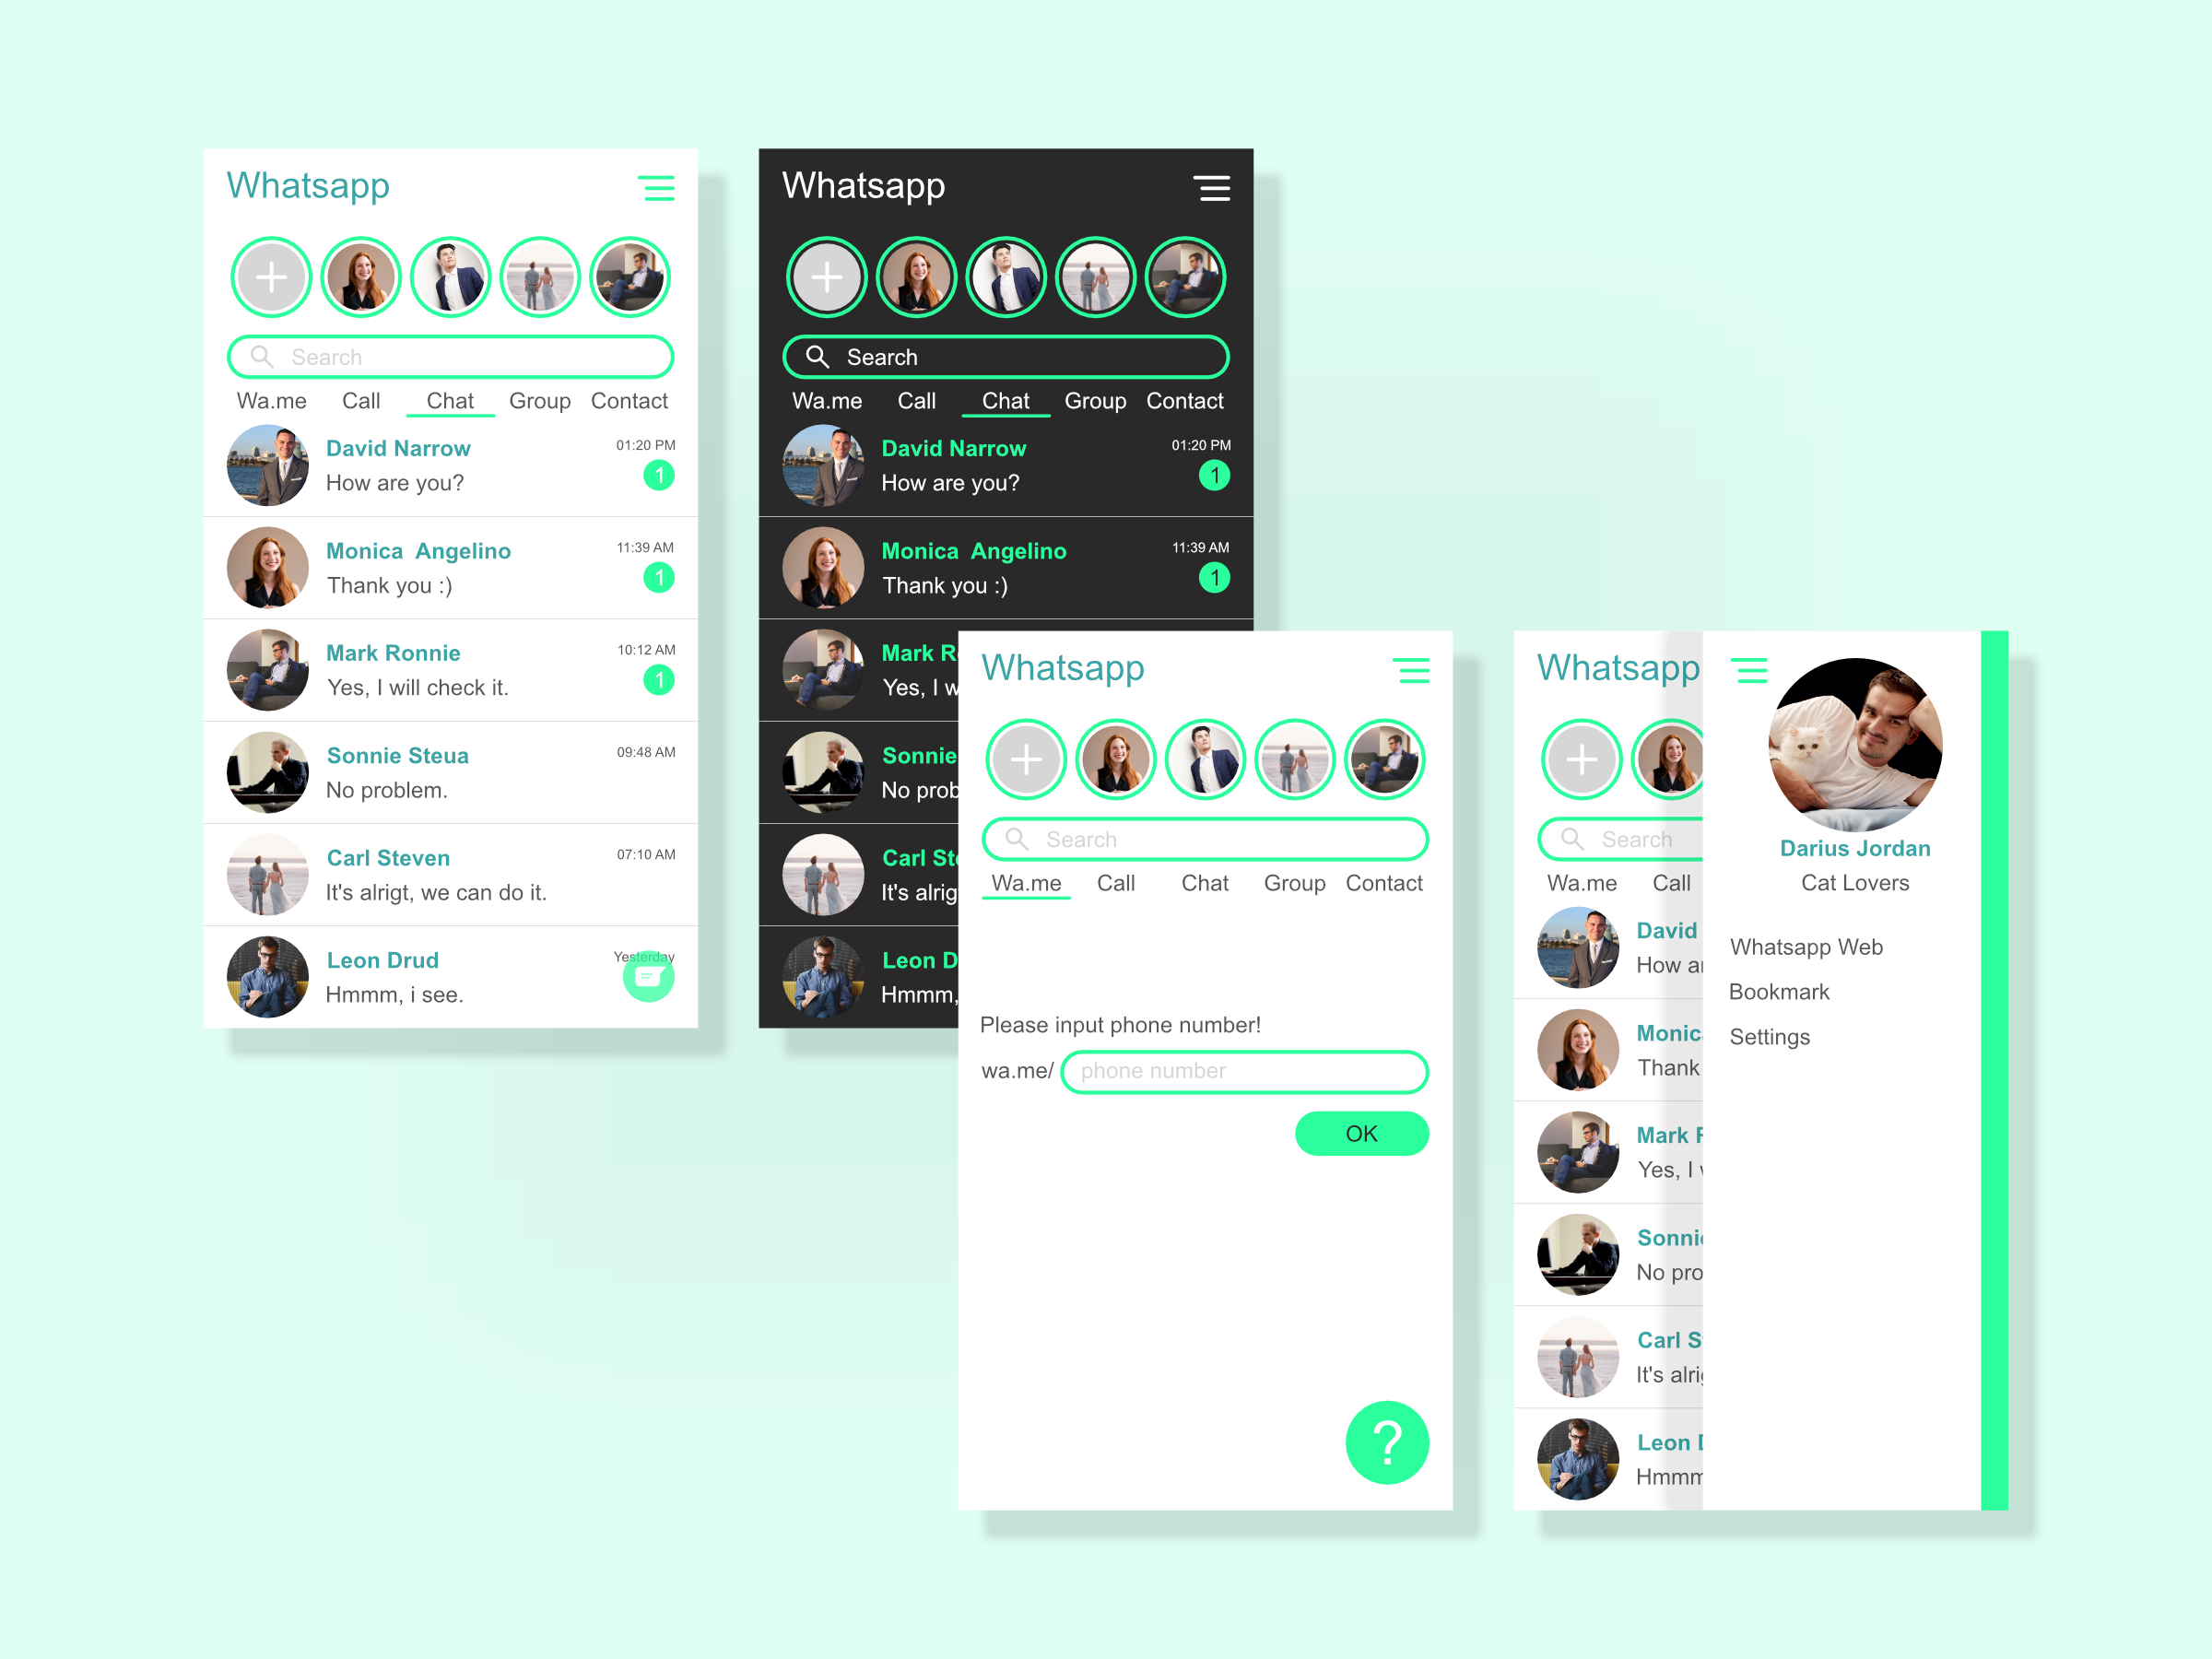 Whatsapp
Search
Wa.me Call Chat Group Contact
David Narrow 01:20 PM
How are you? 1
Monica Angelino 11:39 AM
Thank you :) 1
Mark Ronnie 10:12 AM
Yes, I will check it. 1
Sonnie Steua 09:48 AM
No problem.
Carl Steven 07:10 AM
It's alrigt, we can do it.
Leon Drud Yesterday
Hmmm, i see.
Whatsapp
Search
Wa.me Call Chat Group Contact
David Narrow 01:20 PM
How are you? 1
Monica Angelino 11:39 AM
Thank you :) 1
Mark R
Yes, I w
Sonnie
No prob
Carl Ste
It's alrig
Leon D
Hmmm,
Whatsapp
Search
Wa.me Call Chat Group Contact
Please input phone number!
wa.me/ phone number
OK
?
Whatsapp
Search
Wa.me Call
David
How ar
Monica
Thank
Mark R
Yes, I w
Sonnie
No pro
Carl S
It's alrig
Leon D
Hmmm
Darius Jordan
Cat Lovers
Whatsapp Web
Bookmark
Settings